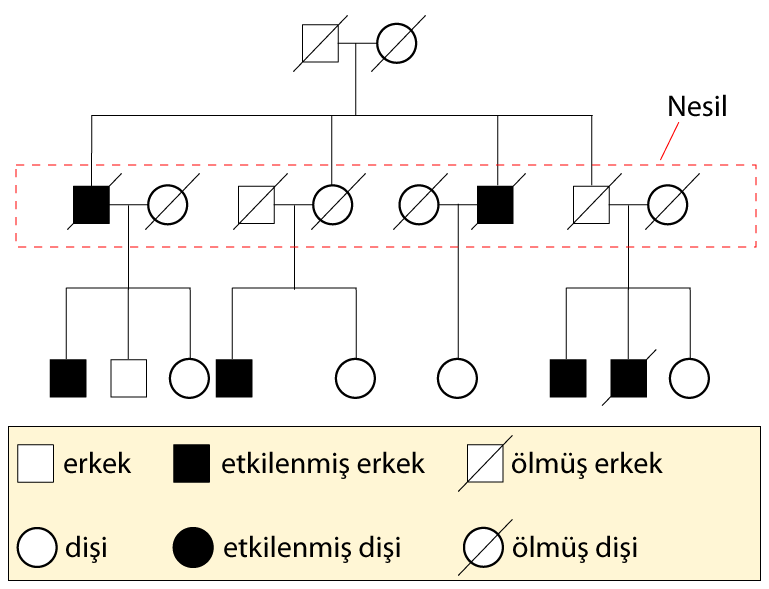 Nesil
erkek
etkilenmiş erkek
ölmüş erkek
dişi
etkilenmiş dişi
ölmüş dişi